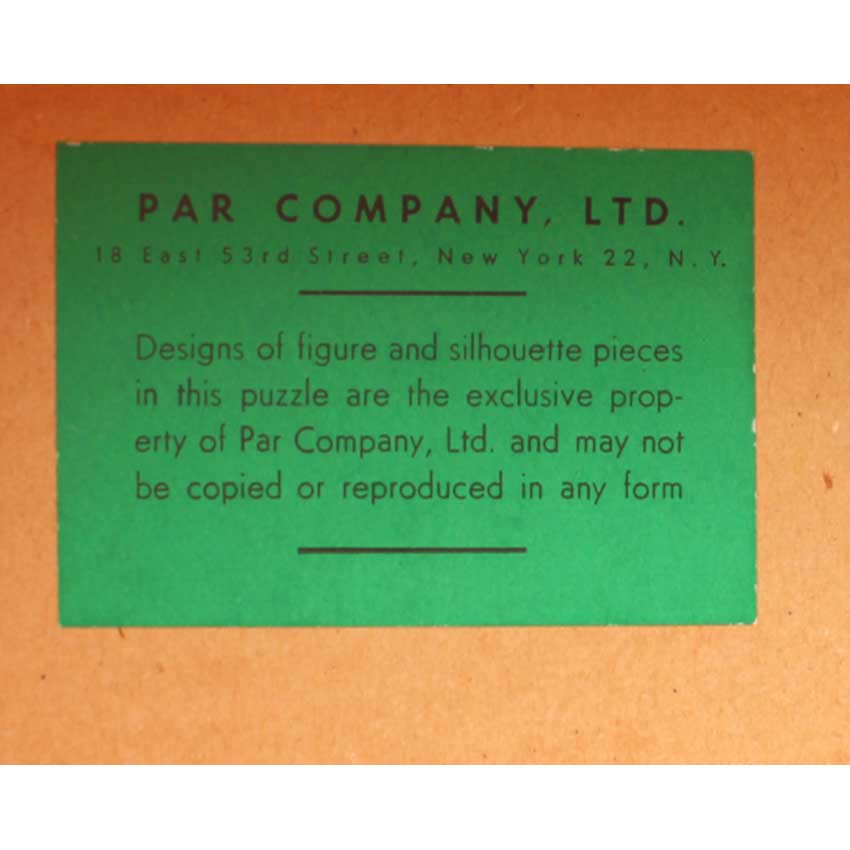 PAR COMPANY, LTD.
18 East 53rd Street, New York 22, N.Y.
Designs of figure and silhouette pieces
in this puzzle are the exclusive prop-
erty of Par Company, Ltd. and may not
be copied or reproduced in any form